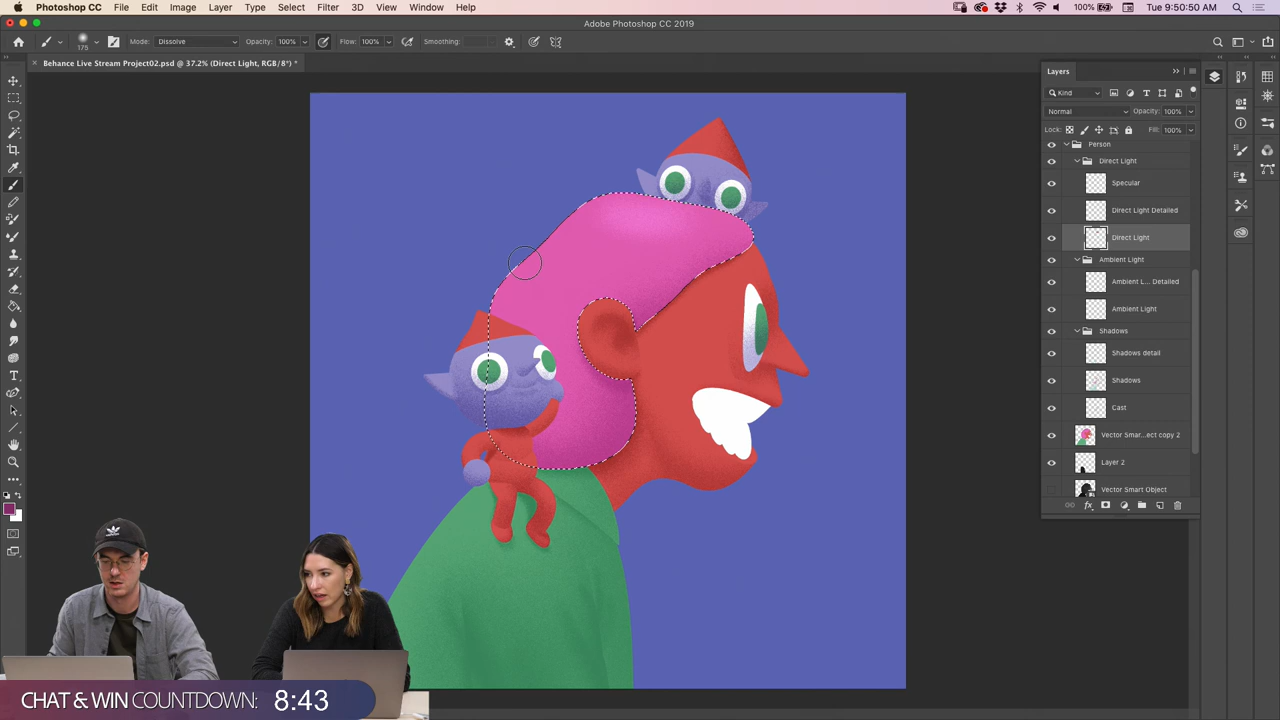 Photoshop CC File Edit Image Layer Type Select Filter 3D View Window Help 100% Tue 9:50:50 AM
Adobe Photoshop CC 2019
175 Mode: Dissolve Opacity: 100% Flow: 100% Smoothing:
Behance Live Stream Project02.psd @ 37.2% (Direct Light, RGB/8*) *
Layers
Kind
Normal Opacity: 100%
Lock: Fill: 100%
Person
Direct Light
Specular
Direct Light Detailed
Direct Light
Ambient Light
Ambient L... Detailed
Ambient Light
Shadows
Shadows detail
Shadows
Cast
Vector Smar...ect copy 2
Layer 2
Vector Smart Object
fx
CHAT & WIN COUNTDOWN: 8:43